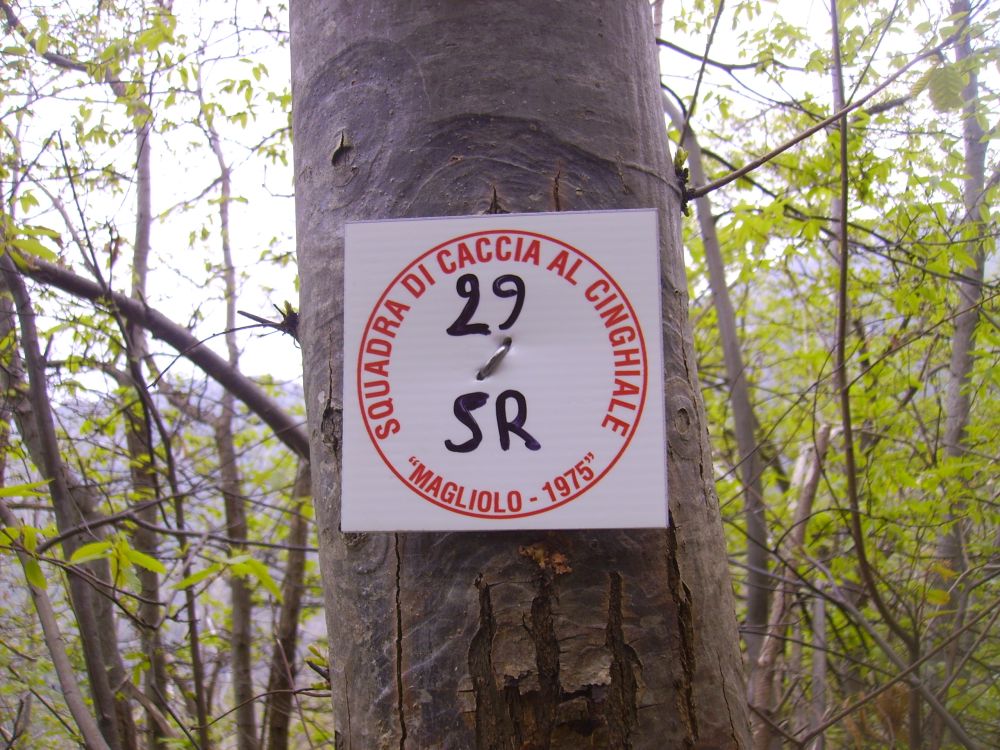 SQUADRA DI CACCIA AL CINGHIALE
29
SR
"MAGLIOLO - 1975"